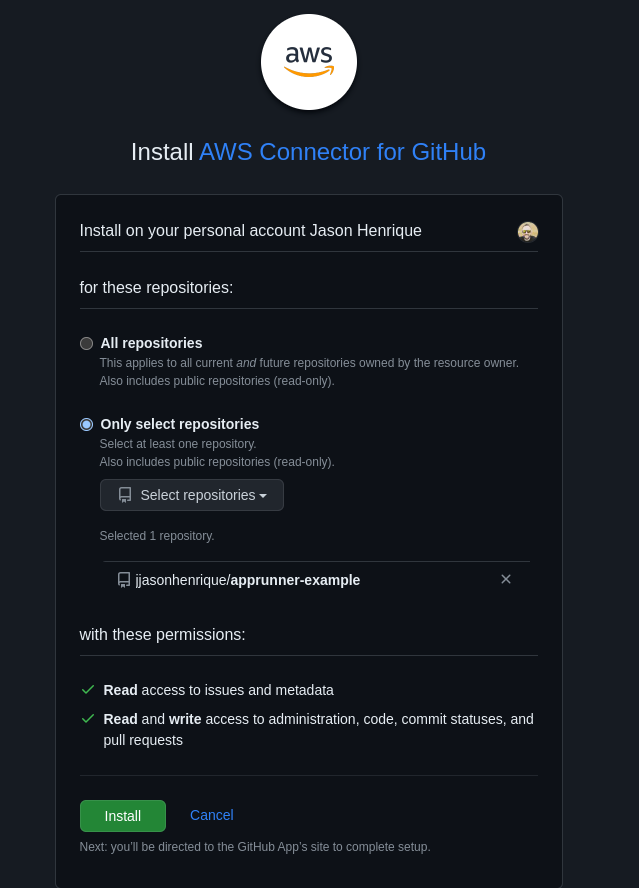 aws
Install AWS Connector for GitHub
Install on your personal account Jason Henrique
for these repositories:
All repositories
This applies to all current and future repositories owned by the resource owner.
Also includes public repositories (read-only).
Only select repositories
Select at least one repository.
Also includes public repositories (read-only).
Select repositories
Selected 1 repository.
jjasonhenrique/apprunner-example
with these permissions:
Read access to issues and metadata
Read and write access to administration, code, commit statuses, and
pull requests
Install Cancel
Next: you’ll be directed to the GitHub App’s site to complete setup.